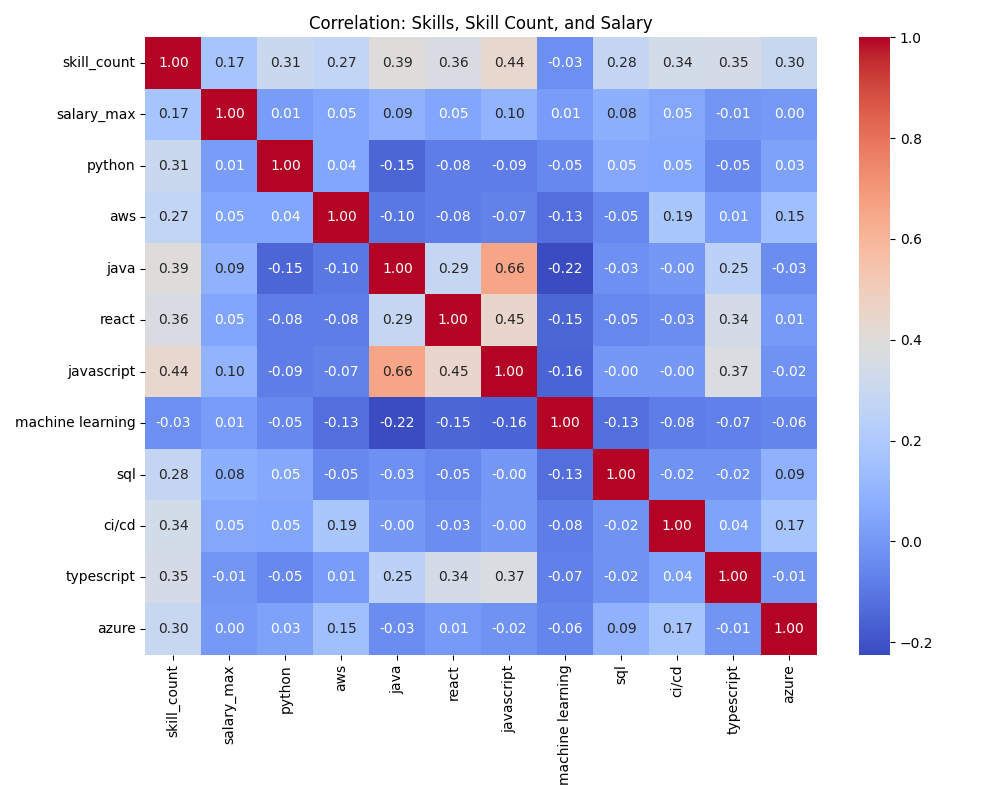 Correlation: Skills, Skill Count, and Salary
skill_count 1.00 0.17 0.31 0.27 0.39 0.36 0.44 -0.03 0.28 0.34 0.35 0.30
salary_max 0.17 1.00 0.01 0.05 0.09 0.05 0.10 0.01 0.08 0.05 -0.01 0.00
python 0.31 0.01 1.00 0.04 -0.15 -0.08 -0.09 -0.05 0.05 0.05 -0.05 0.03
aws 0.27 0.05 0.04 1.00 -0.10 -0.08 -0.07 -0.13 -0.05 0.19 0.01 0.15
java 0.39 0.09 -0.15 -0.10 1.00 0.29 0.66 -0.22 -0.03 -0.00 0.25 -0.03
react 0.36 0.05 -0.08 -0.08 0.29 1.00 0.45 -0.15 -0.05 -0.03 0.34 0.01
javascript 0.44 0.10 -0.09 -0.07 0.66 0.45 1.00 -0.16 -0.00 -0.00 0.37 -0.02
machine learning -0.03 0.01 -0.05 -0.13 -0.22 -0.15 -0.16 1.00 -0.13 -0.08 -0.07 -0.06
sql 0.28 0.08 0.05 -0.05 -0.03 -0.05 -0.00 -0.13 1.00 -0.02 -0.02 0.09
ci/cd 0.34 0.05 0.05 0.19 -0.00 -0.03 -0.00 -0.08 -0.02 1.00 0.04 0.17
typescript 0.35 -0.01 -0.05 0.01 0.25 0.34 0.37 -0.07 -0.02 0.04 1.00 -0.01
azure 0.30 0.00 0.03 0.15 -0.03 0.01 -0.02 -0.06 0.09 0.17 -0.01 1.00
skill_count
salary_max
python
aws
java
react
javascript
machine learning
sql
ci/cd
typescript
azure
1.0
0.8
0.6
0.4
0.2
0.0
−0.2